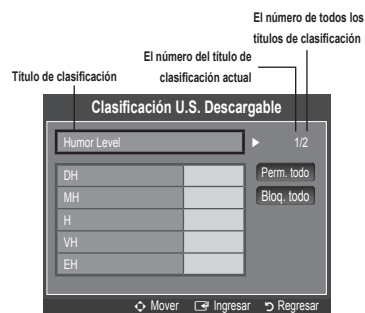 El número de todos los
títulos de clasificación
El número del título de
clasificación actual
Título de clasificación
Clasificación U.S. Descargable
Humor Level ▶ 1/2
DH
Perm. todo
MH
Bloq. todo
H
VH
EH
Mover Ingresar Regresar